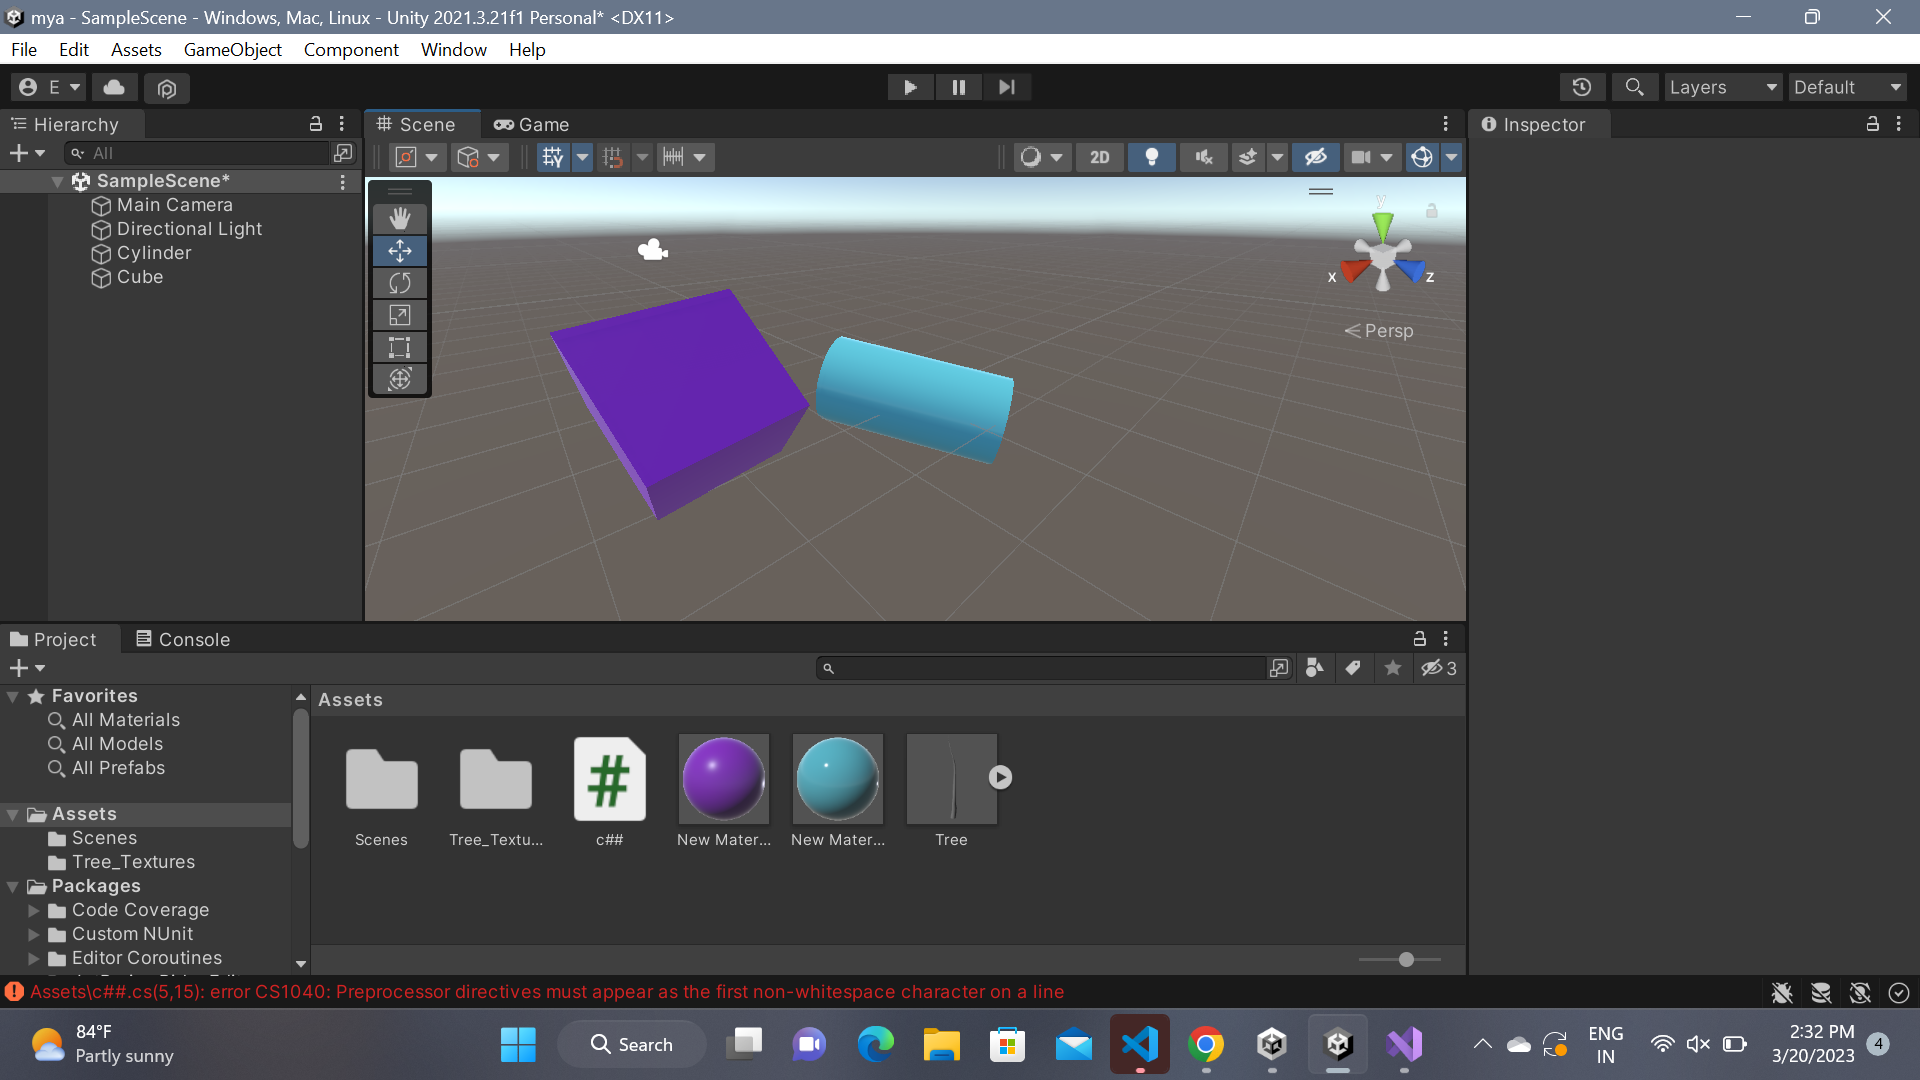 mya - SampleScene - Windows, Mac, Linux - Unity 2021.3.21f1 Personal* <DX11>
File Edit Assets GameObject Component Window Help
E Layers Default
Hierarchy Scene Game Inspector
All 2D
SampleScene*
Main Camera
Directional Light
Cylinder
Cube
y
x z
Persp
Project Console
3
Favorites
All Materials
All Models
All Prefabs
Assets
Scenes
Tree_Textures
Packages
Code Coverage
Custom NUnit
Editor Coroutines
Assets
Scenes Tree_Textu... c## New Mater... New Mater... Tree
Assets\c##.cs(5,15): error CS1040: Preprocessor directives must appear as the first non-whitespace character on a line
84°F
Partly sunny
Search
ENG
IN
2:32 PM
3/20/2023
4